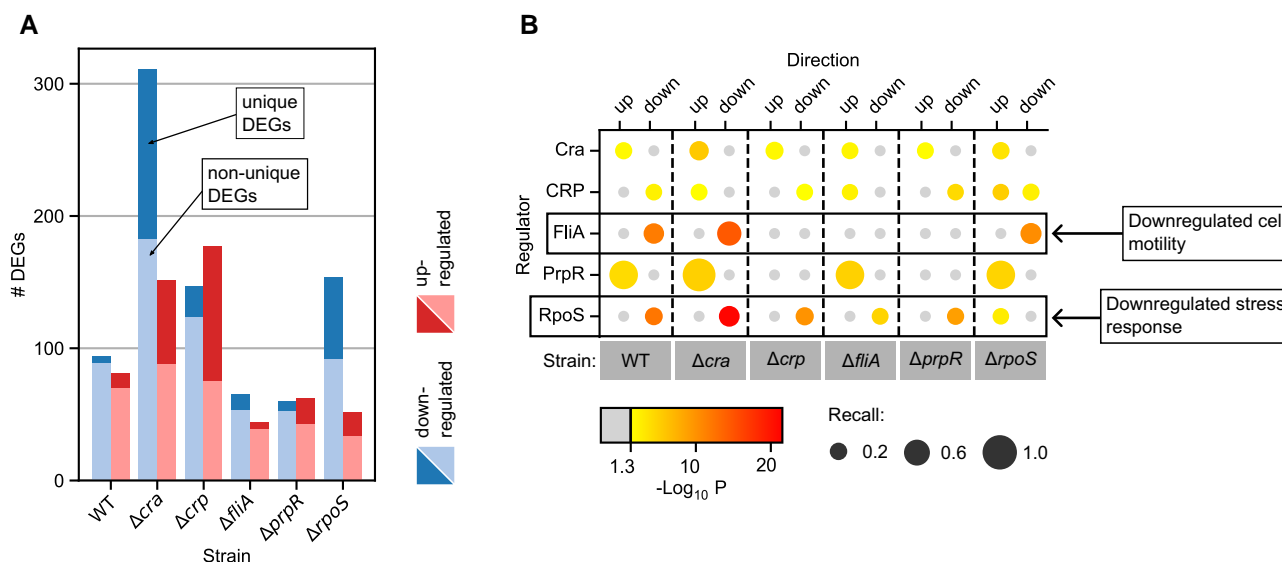 A
300
200
100
0
# DEGs
unique
DEGs
non-unique
DEGs
WT
Δcra
Δcrp
ΔfliA
ΔprpR
ΔrpoS
Strain
up-
regulated
down-
regulated
B
Direction
up down up down up down up down up down up down
Regulator
Cra
CRP
FliA
PrpR
RpoS
Downregulated cel
motility
Downregulated stress
response
Strain: WT Δcra Δcrp ΔfliA ΔprpR ΔrpoS
1.3 10 20
-Log10 P
Recall:
0.2 0.6 1.0